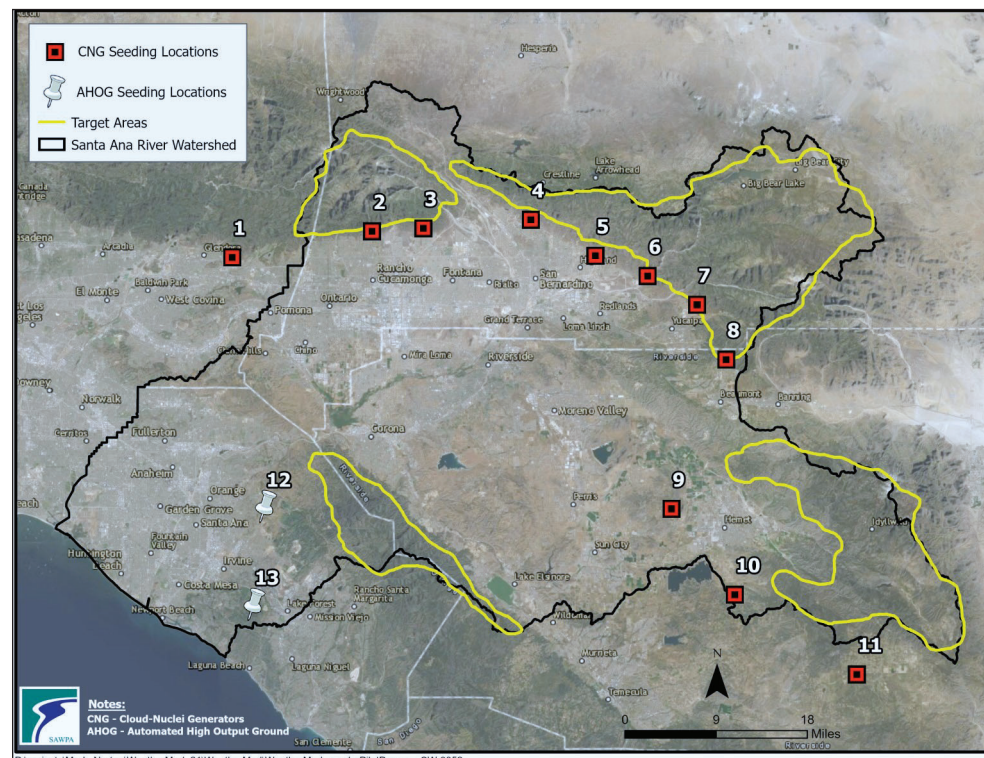 CNG Seeding Locations
AHOG Seeding Locations
Target Areas
Santa Ana River Watershed
Hesperia
Wrightwood
Lake
Arrowhead
Crestline
Big Bear City
Big Bear Lake
1
2
3
4
5
6
7
8
Arcadia
Baldwin Park
El Monte
West Covina
Pomona
Rancho
Cucamonga
Ontario
Fontana
Rialto
San
Bernardino
Redlands
Grand Terrace
Loma Linda
Yucaipa
Chino
Mira Loma
Riverside
Riverside
Beaumont
Banning
Norwalk
Cerritos
Fullerton
Anaheim
Corona
Moreno Valley
Riverside
Orange
12
Garden Grove
Santa Ana
Fountain
Valley
Huntington
Beach
Irvine
Costa Mesa
13
Newport Beach
Lake Forest
Mission Viejo
Rancho Santa
Margarita
Laguna Beach
Laguna Niguel
San Clemente
San Diego
Perris
Sun City
Lake Elsinore
Wildomar
Murrieta
Temecula
9
Hemet
10
11
N
0 9 18
Miles
Riverside
SAWPA
Notes:
CNG - Cloud-Nuclei Generators
AHOG - Automated High Output Ground